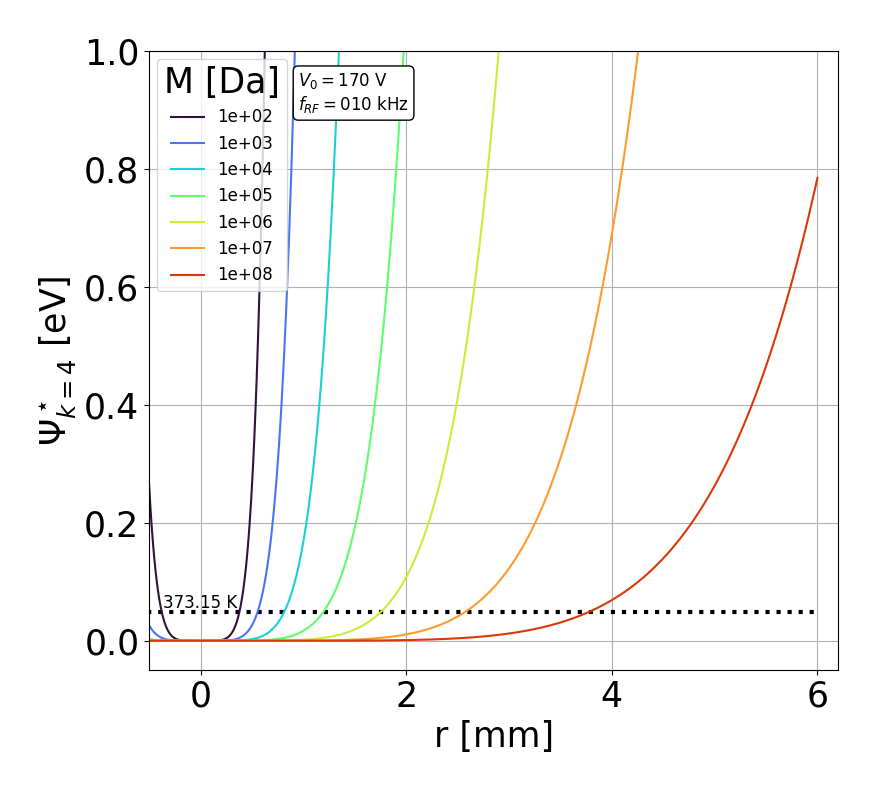 1.0
0.8
0.6
0.4
0.2
0.0
Ψ*ₖ₌₄ [eV]
M [Da]
1e+02
1e+03
1e+04
1e+05
1e+06
1e+07
1e+08
V₀ = 170 V
f_RF = 010 kHz
373.15 K
0 2 4 6
r [mm]